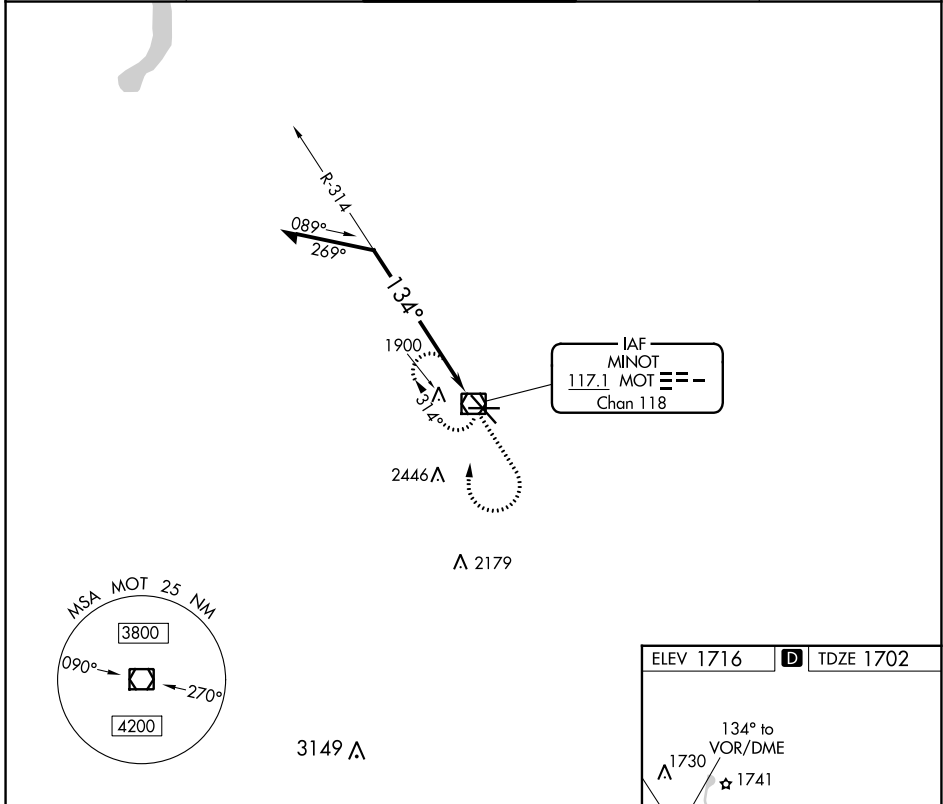 R-314
089°
269°
134°
1900
314°
IAF
MINOT
117.1 MOT
Chan 118
2446
2179
MSA MOT 25 NM
3800
090°
270°
4200
3149
ELEV 1716 D TDZE 1702
134° to
VOR/DME
1730
1741